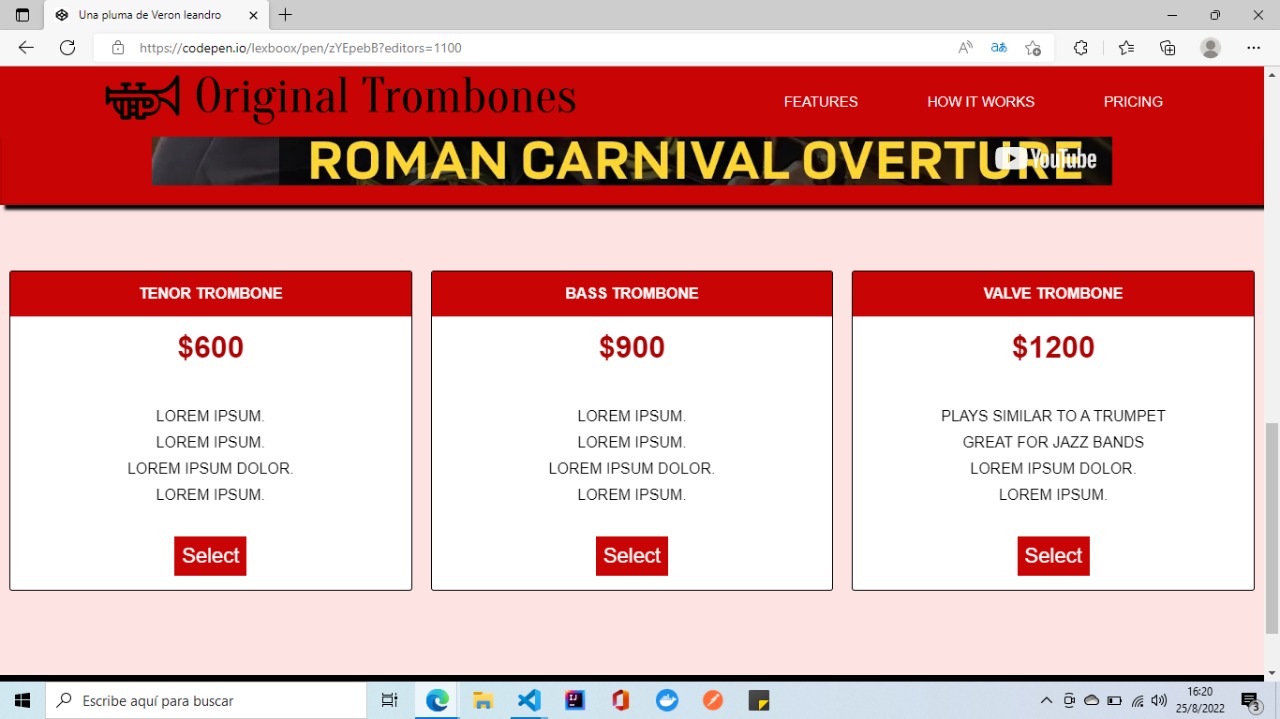 Una pluma de Verano leandro
https://codepen.io/lexboox/pen/zYEpebB?editors=1100
Original Trombones
FEATURES
HOW IT WORKS
PRICING
ROMAN CARNIVAL OVERTURE
YouTube
TENOR TROMBONE
$600
LOREM IPSUM.
LOREM IPSUM.
LOREM IPSUM DOLOR.
LOREM IPSUM.
Select
BASS TROMBONE
$900
LOREM IPSUM.
LOREM IPSUM.
LOREM IPSUM DOLOR.
LOREM IPSUM.
Select
VALVE TROMBONE
$1200
PLAYS SIMILAR TO A TRUMPET
GREAT FOR JAZZ BANDS
LOREM IPSUM DOLOR.
LOREM IPSUM.
Select
Escribe aquí para buscar
16:20
25/8/2022
3